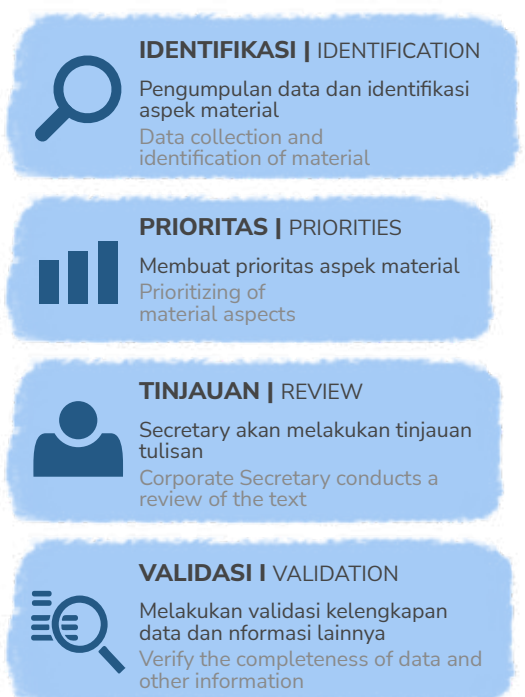 IDENTIFIKASI | IDENTIFICATION
Pengumpulan data dan identifikasi
aspek material
Data collection and
identification of material
PRIORITAS | PRIORITIES
Membuat prioritas aspek material
Prioritizing of
material aspects
TINJAUAN | REVIEW
Secretary akan melakukan tinjauan
tulisan
Corporate Secretary conducts a
review of the text
VALIDASI I VALIDATION
Melakukan validasi kelengkapan
data dan nformasi lainnya
Verify the completeness of data and
other information